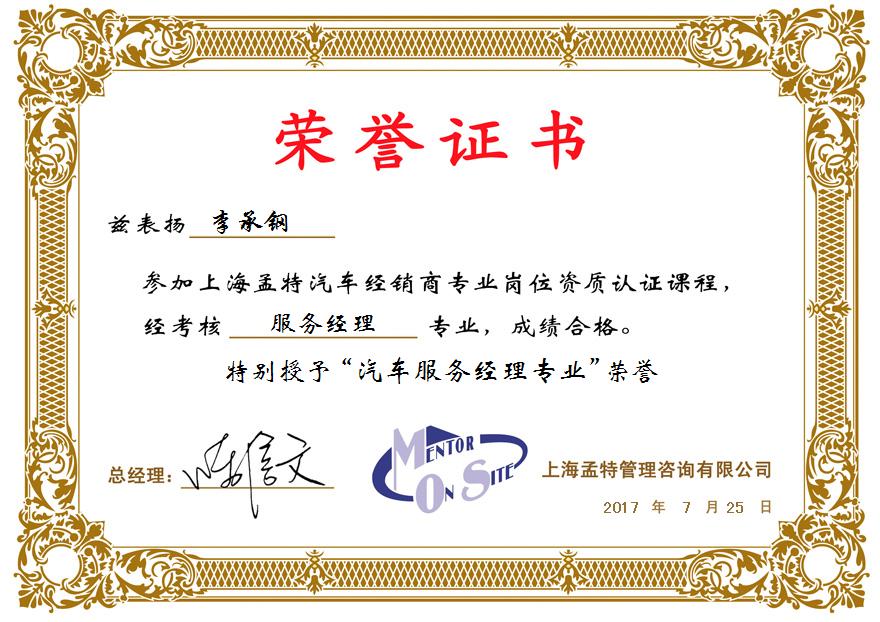 荣誉证书
兹表扬 李承钢
参加上海孟特汽车经销商专业岗位资质认证课程，
经考核 服务经理 专业，成绩合格。
特别授予“汽车服务经理专业”荣誉
总经理：
MENTOR
ON SITE
上海孟特管理咨询有限公司
2017 年 7 月 25 日